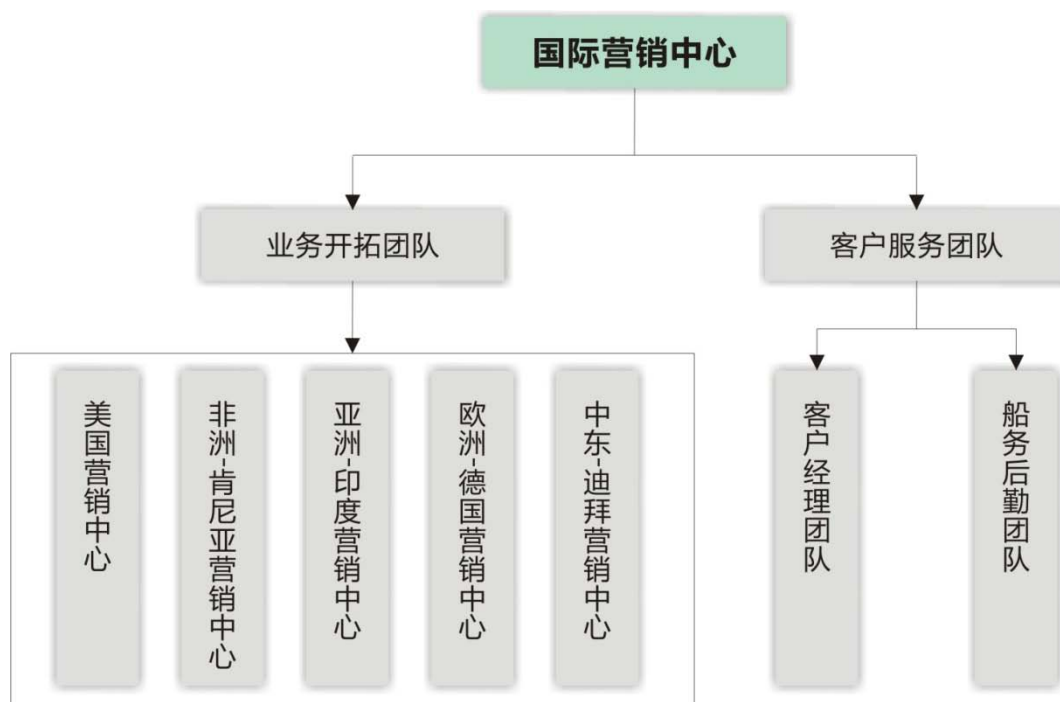 国际营销中心
业务开拓团队
客户服务团队
美国营销中心
非洲-肯尼亚营销中心
亚洲-印度营销中心
欧洲-德国营销中心
中东-迪拜营销中心
客户经理团队
船务后勤团队